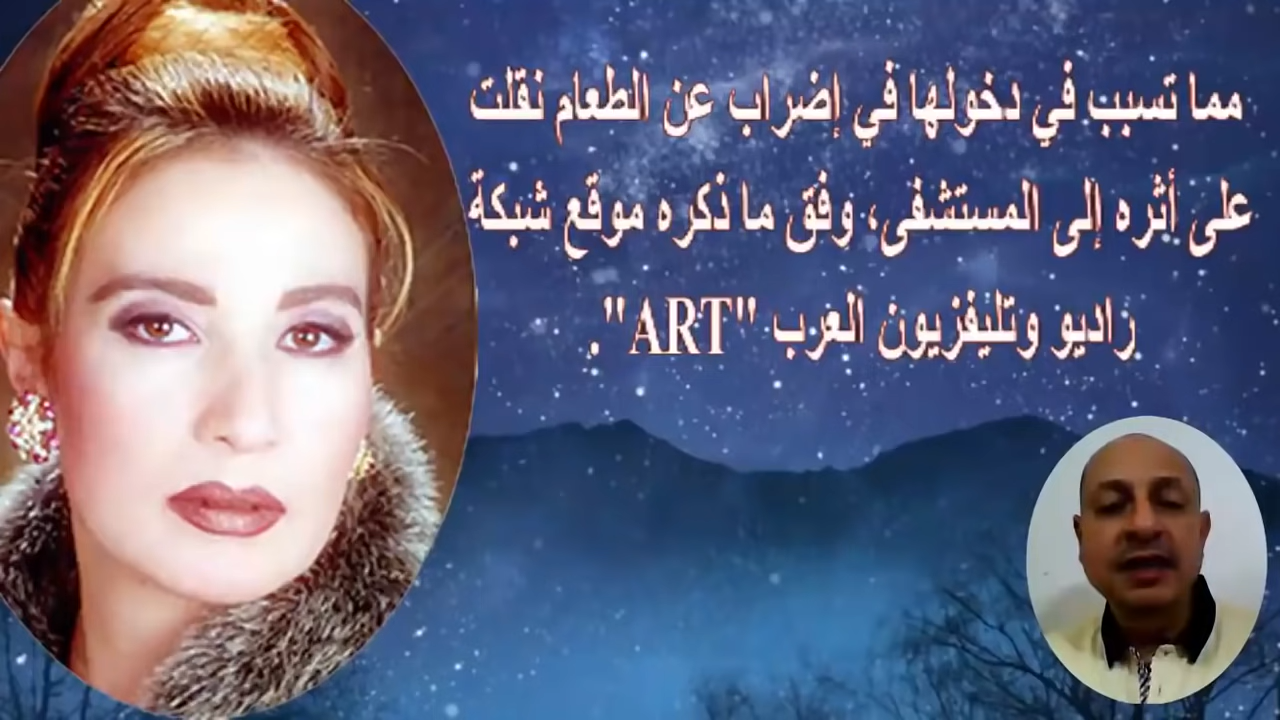 مما تسبب في دخولها في إضراب عن الطعام نقلت
على أثره إلى المستشفى، وفق ما ذكره موقع شبكة
راديو وتليفزيون العرب "ART".